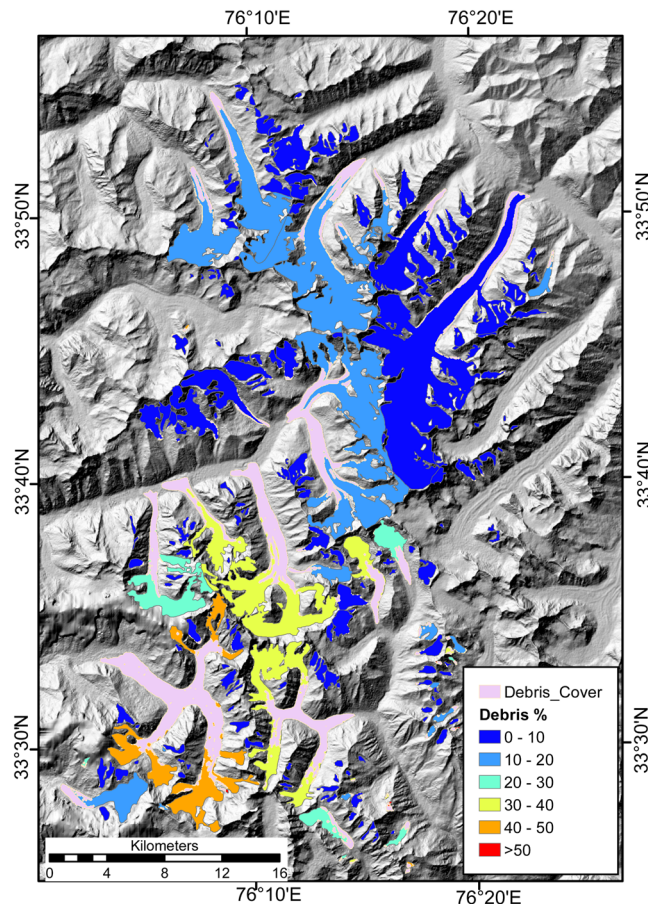 76°10'E 76°20'E
33°50'N 33°50'N
33°40'N 33°40'N
33°30'N 33°30'N
Debris_Cover
Debris %
0 - 10
10 - 20
20 - 30
30 - 40
40 - 50
>50
Kilometers
0 4 8 12 16
76°10'E 76°20'E